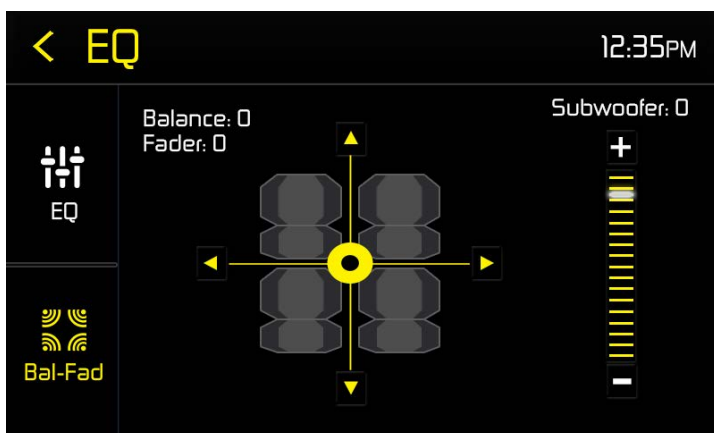 EQ
12:35PM
Balance: 0
Fader: 0
Subwoofer: 0
EQ
Bal-Fad